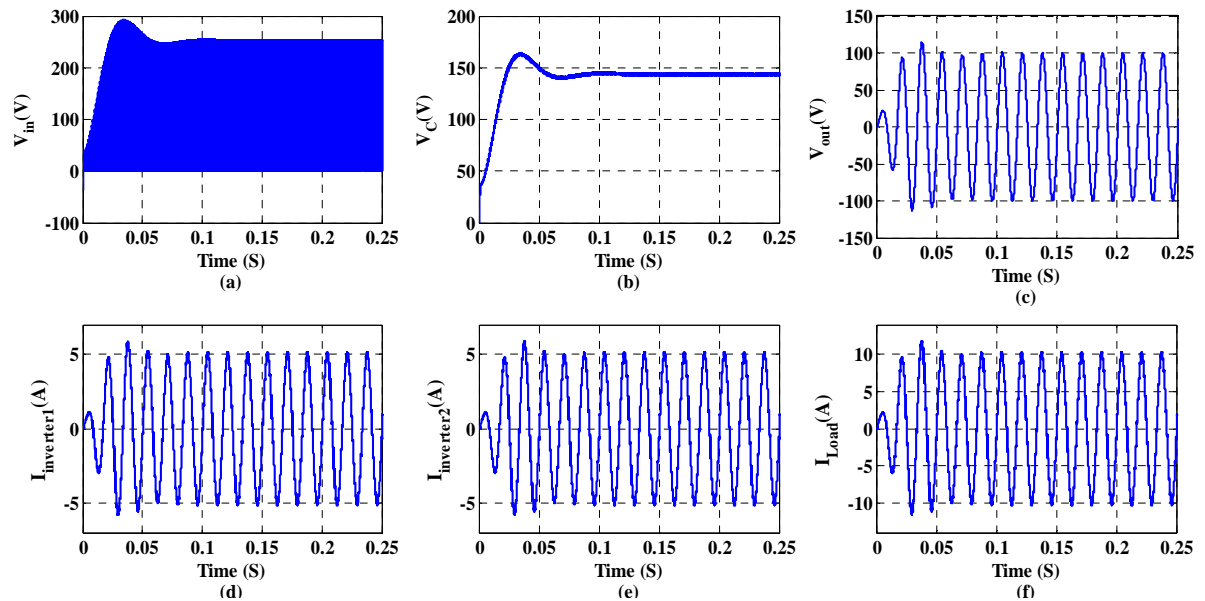 300
200
100
0
-100
V_in(V)
0 0.05 0.1 0.15 0.2 0.25
Time (S)
(a)
200
150
100
50
0
V_C(V)
0 0.05 0.1 0.15 0.2 0.25
Time (S)
(b)
150
100
50
0
-50
-100
-150
V_out(V)
0 0.05 0.1 0.15 0.2 0.25
Time (S)
(c)
5
0
-5
I_inverter1(A)
0 0.05 0.1 0.15 0.2 0.25
Time (S)
(d)
5
0
-5
I_inverter2(A)
0 0.05 0.1 0.15 0.2 0.25
Time (S)
(e)
10
5
0
-5
-10
I_Load(A)
0 0.05 0.1 0.15 0.2 0.25
Time (S)
(f)